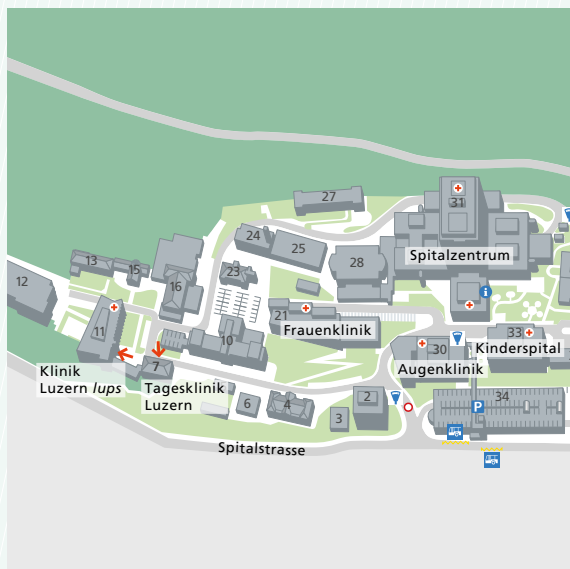 27
31
24
25
28
Spitalzentrum
13
15
23
12
16
i
21
Frauenklinik
11
10
33
Kinderspital
30
Augenklinik
7
Klinik
Luzern lups
Tagesklinik
Luzern
6
4
2
3
34
P
Spitalstrasse